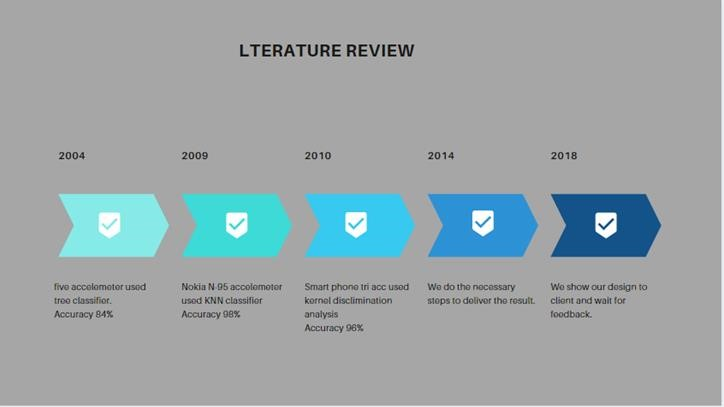 LTERATURE REVIEW
2004
2009
2010
2014
2018
five accelemeter used
tree classifier.
Accuracy 84%
Nokia N-95 accelemeter
used KNN classifier
Accuracy 98%
Smart phone tri acc used
kernel disclimination
analysis
Accuracy 96%
We do the necessary
steps to deliver the result.
We show our design to
client and wait for
feedback.